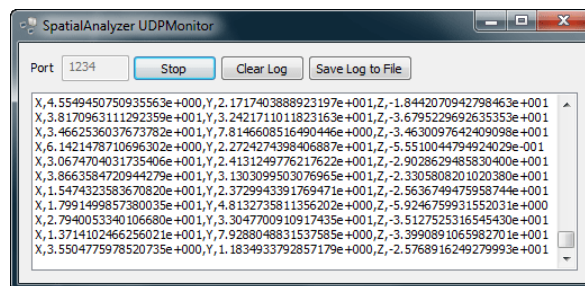 SpatialAnalyzer UDPMonitor
Port 1234 Stop Clear Log Save Log to File
X,4.5549450750935563e+000,Y,2.1717403888923197e+001,Z,-1.8442070942798463e+001
X,3.8170963111292359e+001,Y,3.2421711011823163e+001,Z,-3.6795229692635353e+001
X,3.4662536037673782e+001,Y,7.8146608516490446e+000,Z,-3.4630097642409098e+001
X,6.1421478710696302e+000,Y,2.2724274398406887e+001,Z,-5.5510044794924029e-001
X,3.0674704031735406e+001,Y,2.4131249776217622e+001,Z,-2.9028629485830400e+001
X,3.8663584720944279e+001,Y,3.1303099503076965e+001,Z,-2.3305808201020380e+001
X,1.5474323583670820e+001,Y,2.3729943391769471e+001,Z,-2.5636749475958744e+001
X,1.7991499857380035e+001,Y,4.8132735811356202e+000,Z,-5.9246759931552031e+000
X,2.7940053340106680e+001,Y,3.3047700910917435e+001,Z,-3.5127525316545430e+001
X,1.3714102466256021e+001,Y,7.9288048831537585e+000,Z,-3.3990891065982701e+001
X,3.5504775978520735e+001,Y,1.1834933792857179e+001,Z,-2.5768916249279993e+001